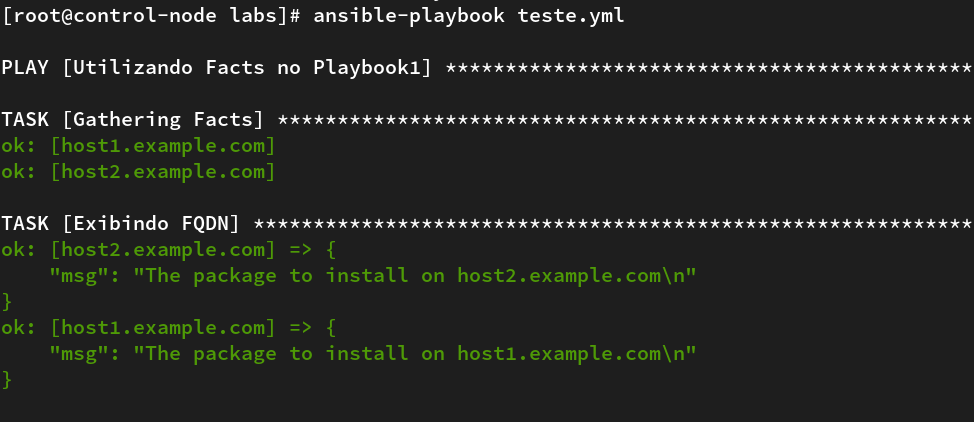 [root@control-node labs]# ansible-playbook teste.yml
PLAY [Utilizando Facts no Playbook1] ********************************************
TASK [Gathering Facts] **********************************************************
ok: [host1.example.com]
ok: [host2.example.com]
TASK [Exibindo FQDN] ************************************************************
ok: [host2.example.com] => {
    "msg": "The package to install on host2.example.com\n"
}
ok: [host1.example.com] => {
    "msg": "The package to install on host1.example.com\n"
}